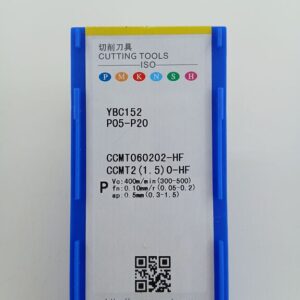 切削刀具
CUTTING TOOLS
ISO
P M K N S H
YBC152
P05-P20
CCMT060202-HF
CCMT2(1.5)0-HF
P
Vc:400m/min(300-500)
fn:0.10mm/r(0.05-0.2)
ap:0.5mm(0.3-1.5)